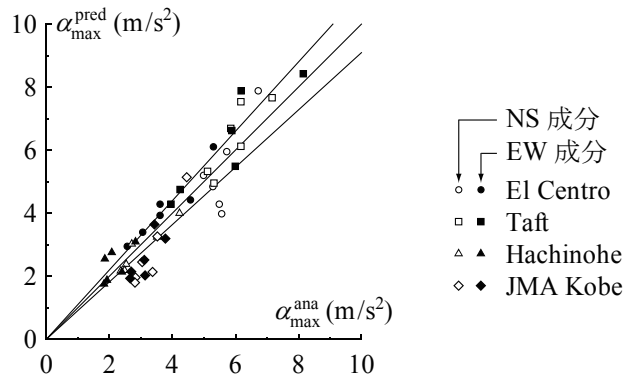 10
α_max^pred (m/s²)
8
6
4
2
0
α_max^ana (m/s²)
0 2 4 6 8 10
NS 成分
EW 成分
El Centro
Taft
Hachinohe
JMA Kobe